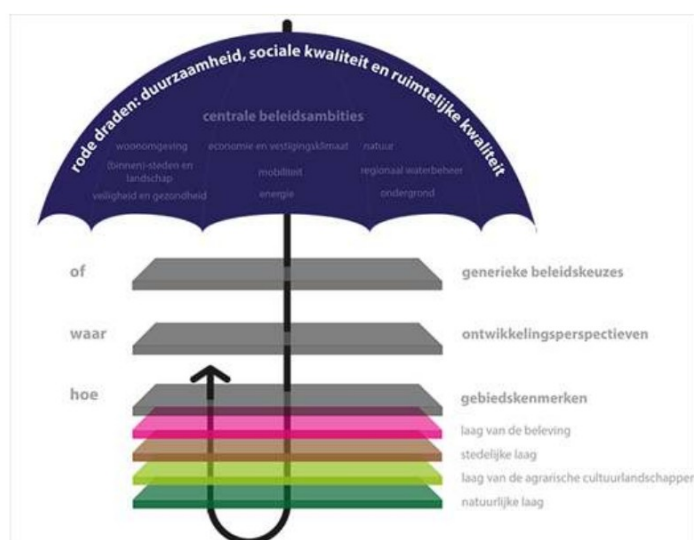 rode draden: duurzaamheid, sociale kwaliteit en ruimtelijke kwaliteit
centrale beleidsambities
woonomgeving economie en vestigingsklimaat natuur
(binnen)-steden en
landschap mobiliteit regionaal waterbeheer
veiligheid en gezondheid energie ondergrond
of generieke beleidskeuzes
waar ontwikkelingsperspectieven
hoe gebiedskenmerken
laag van de beleving
stedelijke laag
laag van de agrarische cultuurlandschappen
natuurlijke laag